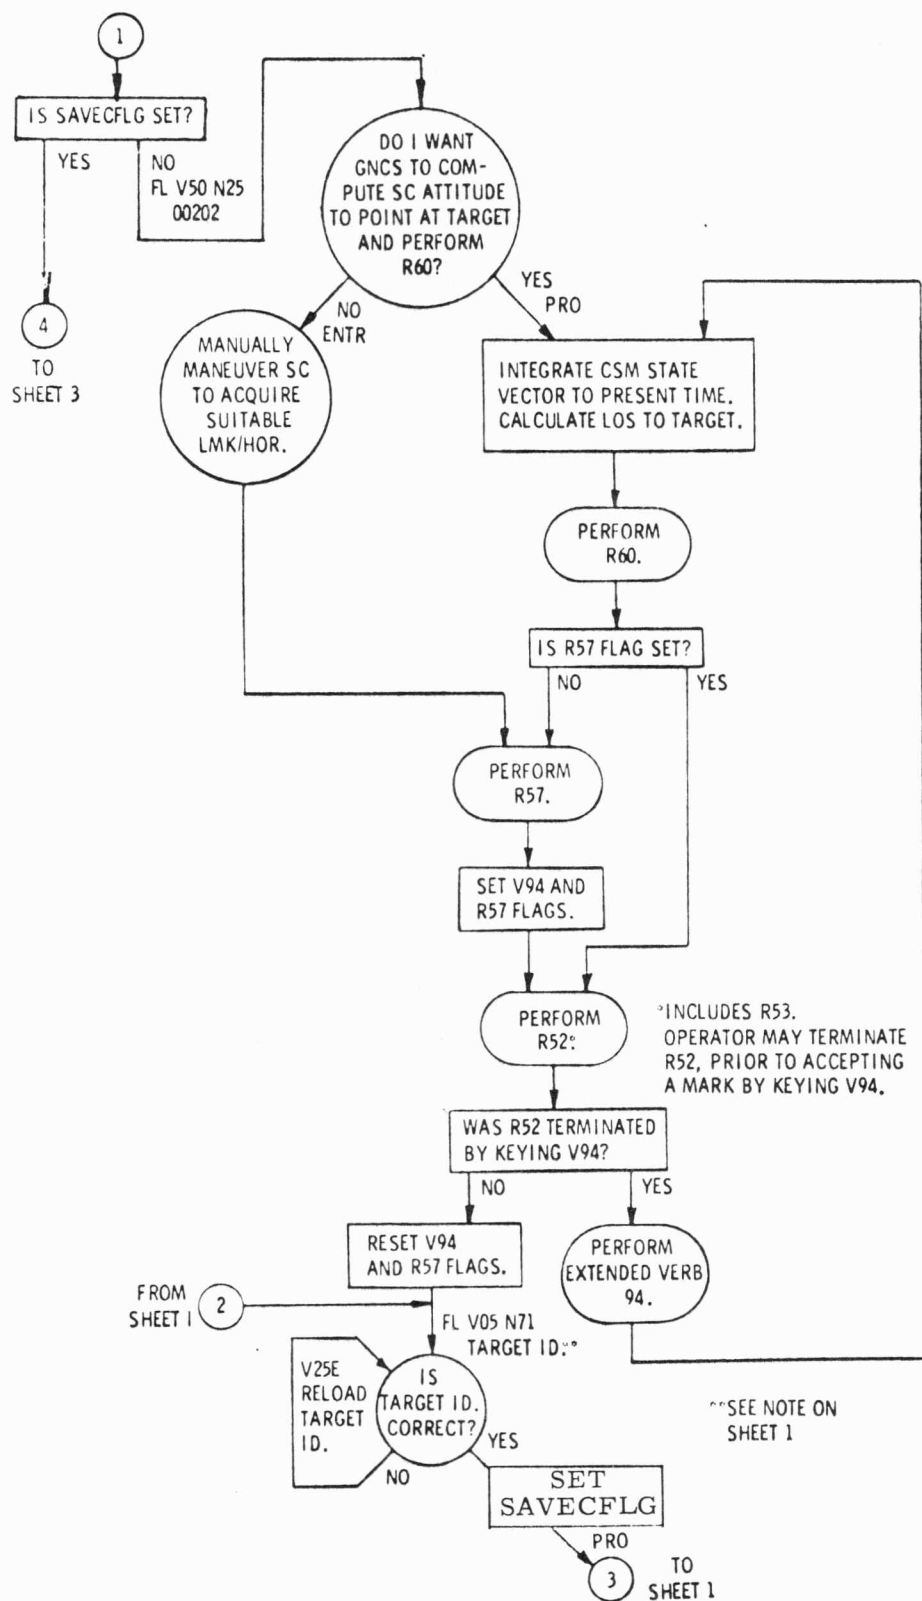 1
IS SAVECFLG SET?
YES
NO
FL V50 N25
00202
4
TO
SHEET 3
DO I WANT
GNCS TO COM-
PUTE SC ATTITUDE
TO POINT AT TARGET
AND PERFORM
R60?
NO
ENTR
YES
PRO
MANUALLY
MANEUVER SC
TO ACQUIRE
SUITABLE
LMK/HOR.
INTEGRATE CSM STATE
VECTOR TO PRESENT TIME.
CALCULATE LOS TO TARGET.
PERFORM
R60.
IS R57 FLAG SET?
NO
YES
PERFORM
R57.
SET V94 AND
R57 FLAGS.
PERFORM
R52*.
*INCLUDES R53.
OPERATOR MAY TERMINATE
R52, PRIOR TO ACCEPTING
A MARK BY KEYING V94.
WAS R52 TERMINATED
BY KEYING V94?
NO
YES
RESET V94
AND R57 FLAGS.
PERFORM
EXTENDED VERB
94.
FROM
SHEET 1
2
FL V05 N71
TARGET ID.**
V25E
RELOAD
TARGET
ID.
IS
TARGET ID.
CORRECT?
NO
YES
**SEE NOTE ON
SHEET 1
SET
SAVECFLG
PRO
3
TO
SHEET 1